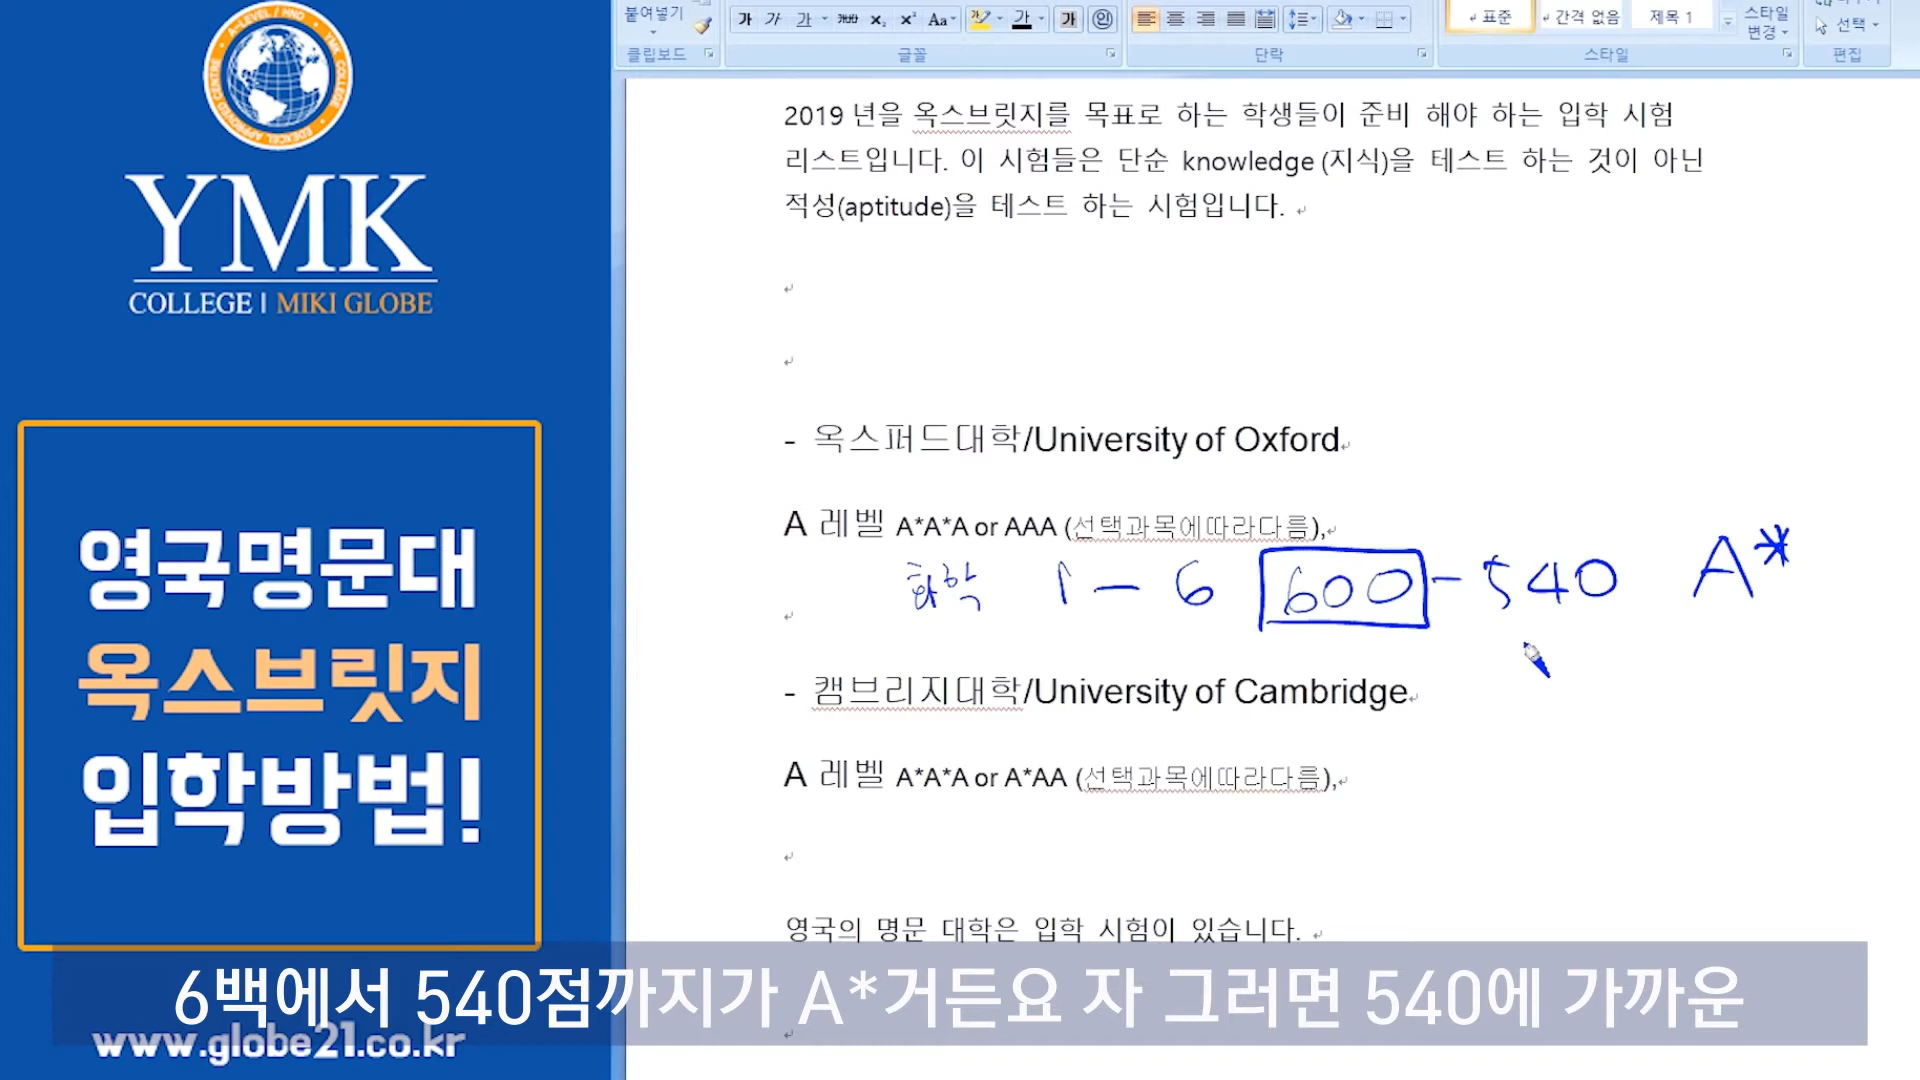 YMK
COLLEGE | MIKI GLOBE
영국명문대
옥스브릿지
입학방법!
www.globe21.co.kr
붙여넣기
클립보드
가 가 가 abc x₂ x² Aa 가 가
글꼴
단락
표준 간격 없음 제목 1
스타일 변경
스타일
선택
편집
2019 년을 옥스브릿지를 목표로 하는 학생들이 준비 해야 하는 입학 시험
리스트입니다. 이 시험들은 단순 knowledge (지식)을 테스트 하는 것이 아닌
적성(aptitude)을 테스트 하는 시험입니다.
- 옥스퍼드대학/University of Oxford
A 레벨 A*A*A or AAA (선택과목에따라다름),
화학 1 - 6 600 - 540 A*
- 캠브리지대학/University of Cambridge
A 레벨 A*A*A or A*AA (선택과목에따라다름),
영국의 명문 대학은 입학 시험이 있습니다.
6백에서 540점까지가 A*거든요 자 그러면 540에 가까운